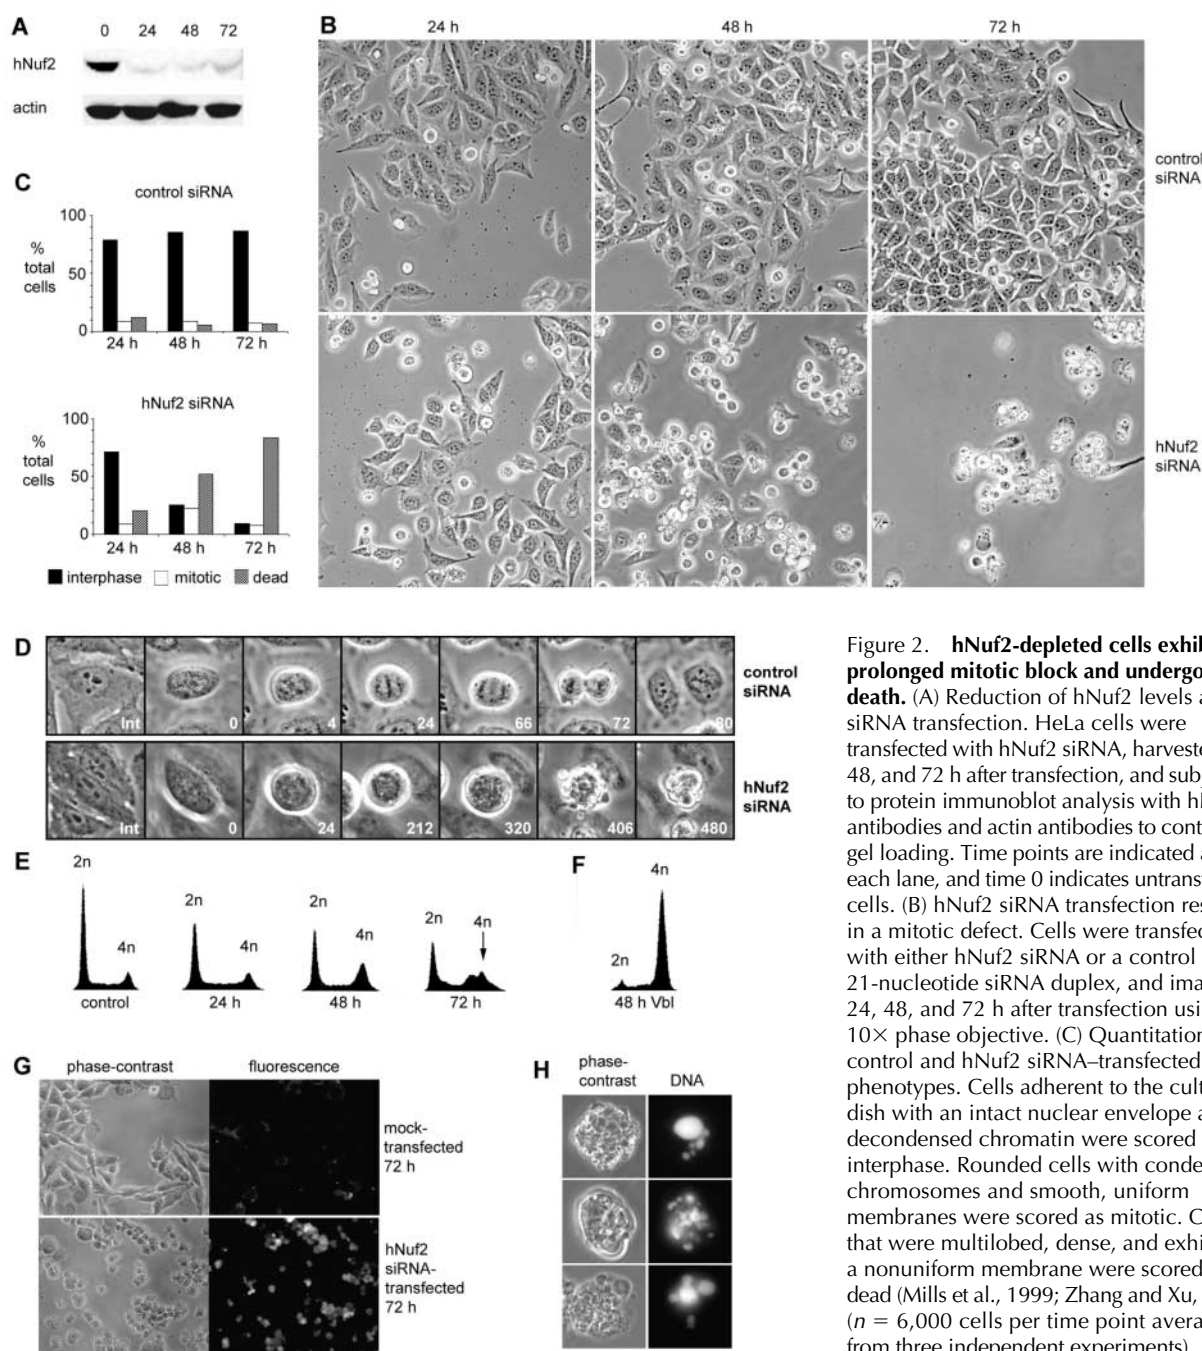 A
0 24 48 72
hNuf2
actin
B
24 h 48 h 72 h
control
siRNA
hNuf2
siRNA
C
control siRNA
100
%
total
cells
50
0
24 h 48 h 72 h
hNuf2 siRNA
100
%
total
cells
50
0
24 h 48 h 72 h
interphase mitotic dead
D
Int 0 4 24 66 72 80
control
siRNA
Int 0 24 212 320 406 480
hNuf2
siRNA
E
2n 4n
control
2n 4n
24 h
2n 4n
48 h
2n 4n
72 h
F
2n 4n
48 h Vbl
G
phase-contrast fluorescence
mock-
transfected
72 h
hNuf2
siRNA-
transfected
72 h
H
phase-
contrast
DNA
Figure 2. hNuf2-depleted cells exhib
prolonged mitotic block and undergo
death. (A) Reduction of hNuf2 levels a
siRNA transfection. HeLa cells were
transfected with hNuf2 siRNA, harveste
48, and 72 h after transfection, and sub
to protein immunoblot analysis with h
antibodies and actin antibodies to cont
gel loading. Time points are indicated a
each lane, and time 0 indicates untrans
cells. (B) hNuf2 siRNA transfection res
in a mitotic defect. Cells were transfec
with either hNuf2 siRNA or a control
21-nucleotide siRNA duplex, and ima
24, 48, and 72 h after transfection usi
10× phase objective. (C) Quantitation
control and hNuf2 siRNA–transfected
phenotypes. Cells adherent to the cult
dish with an intact nuclear envelope a
decondensed chromatin were scored
interphase. Rounded cells with conde
chromosomes and smooth, uniform
membranes were scored as mitotic. C
that were multilobed, dense, and exhi
a nonuniform membrane were scored
dead (Mills et al., 1999; Zhang and Xu,
(n = 6,000 cells per time point avera
from three independent experiments)